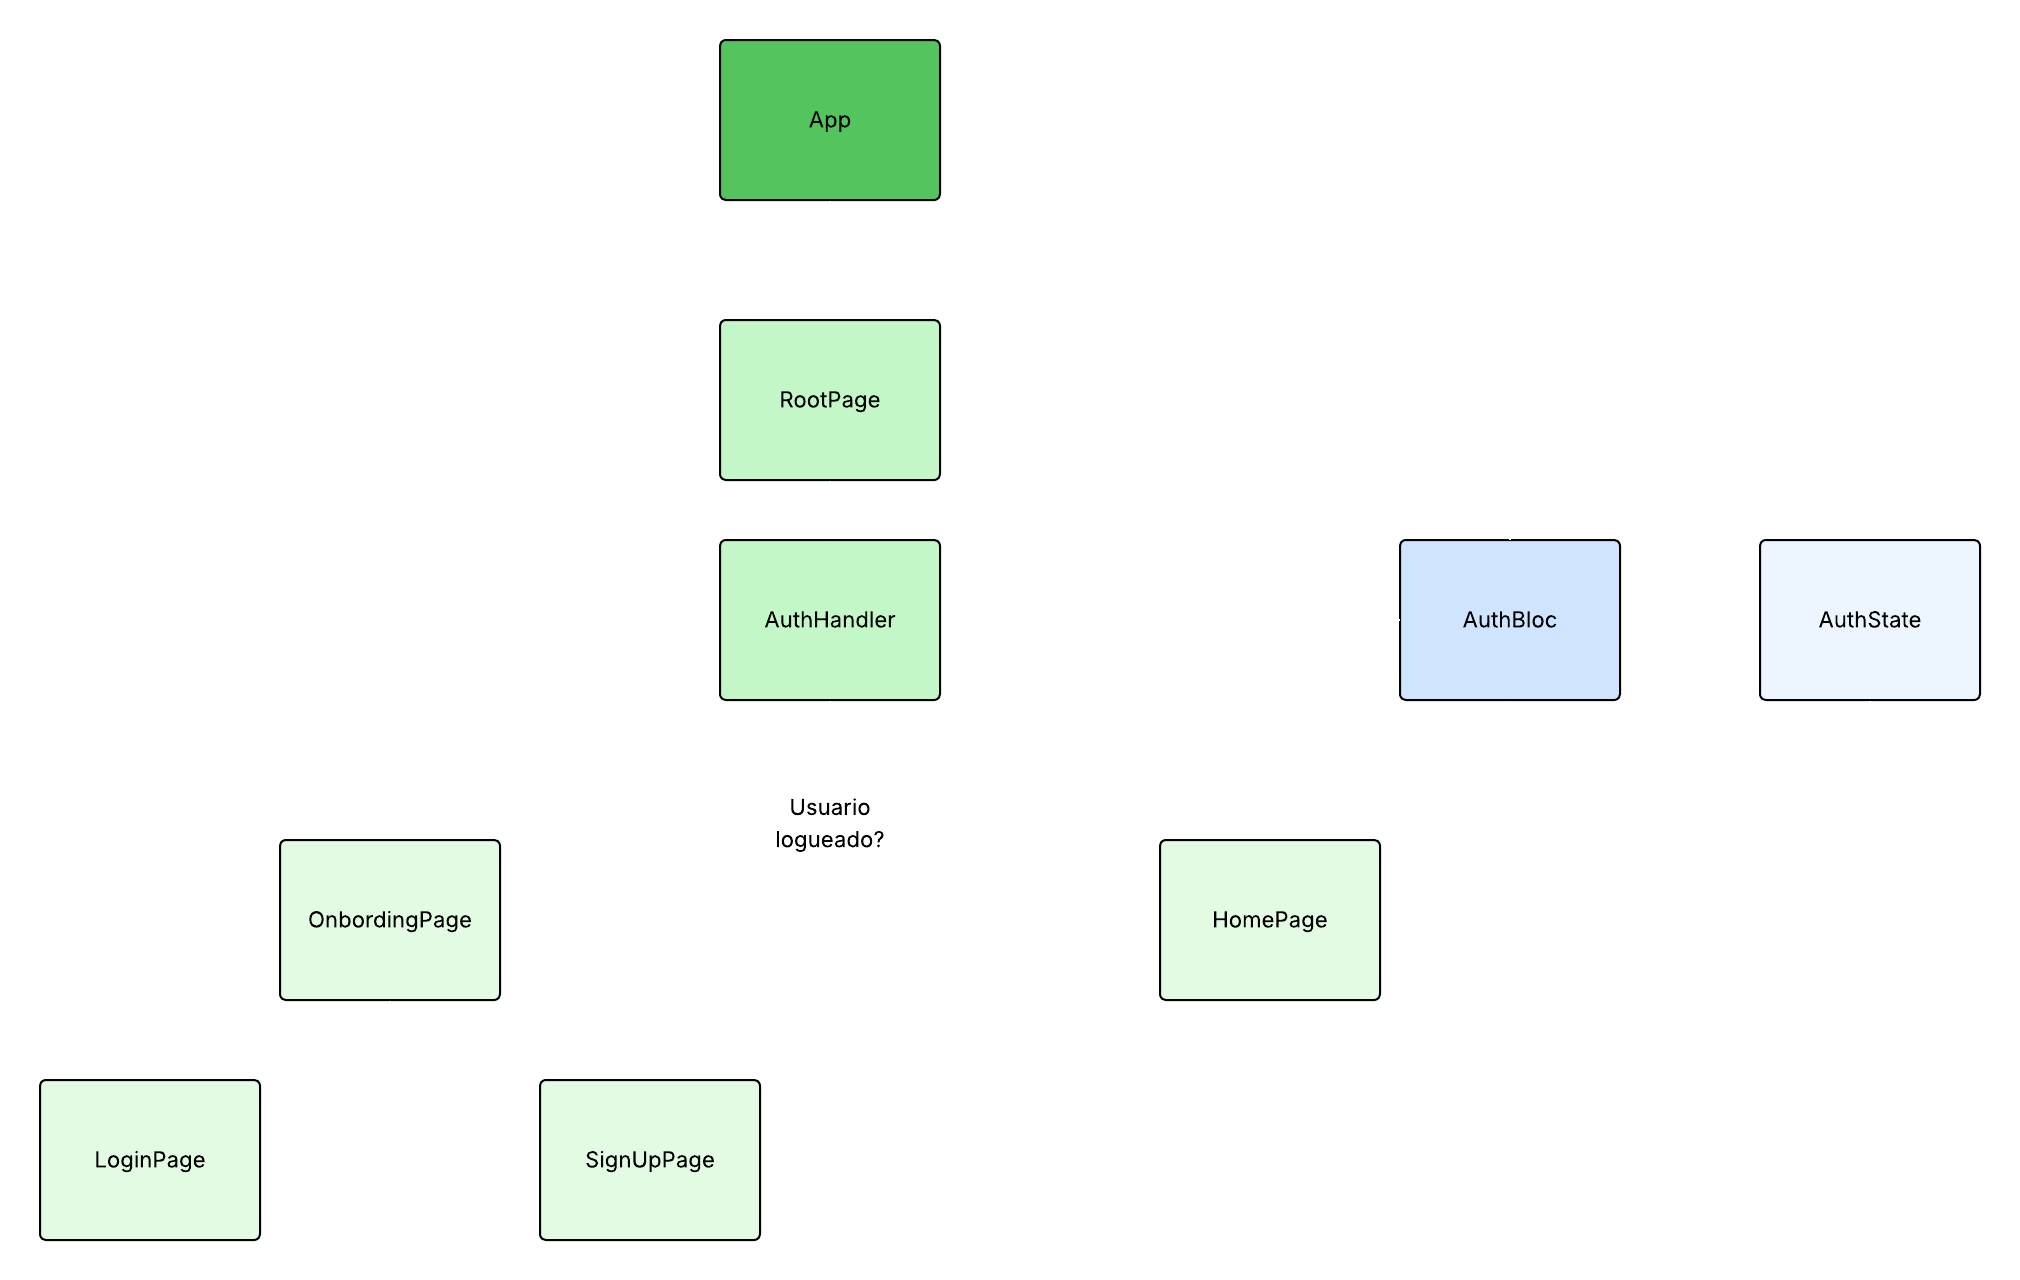 App
RootPage
AuthHandler
AuthBloc
AuthState
Usuario
logueado?
OnbordingPage
HomePage
LoginPage
SignUpPage